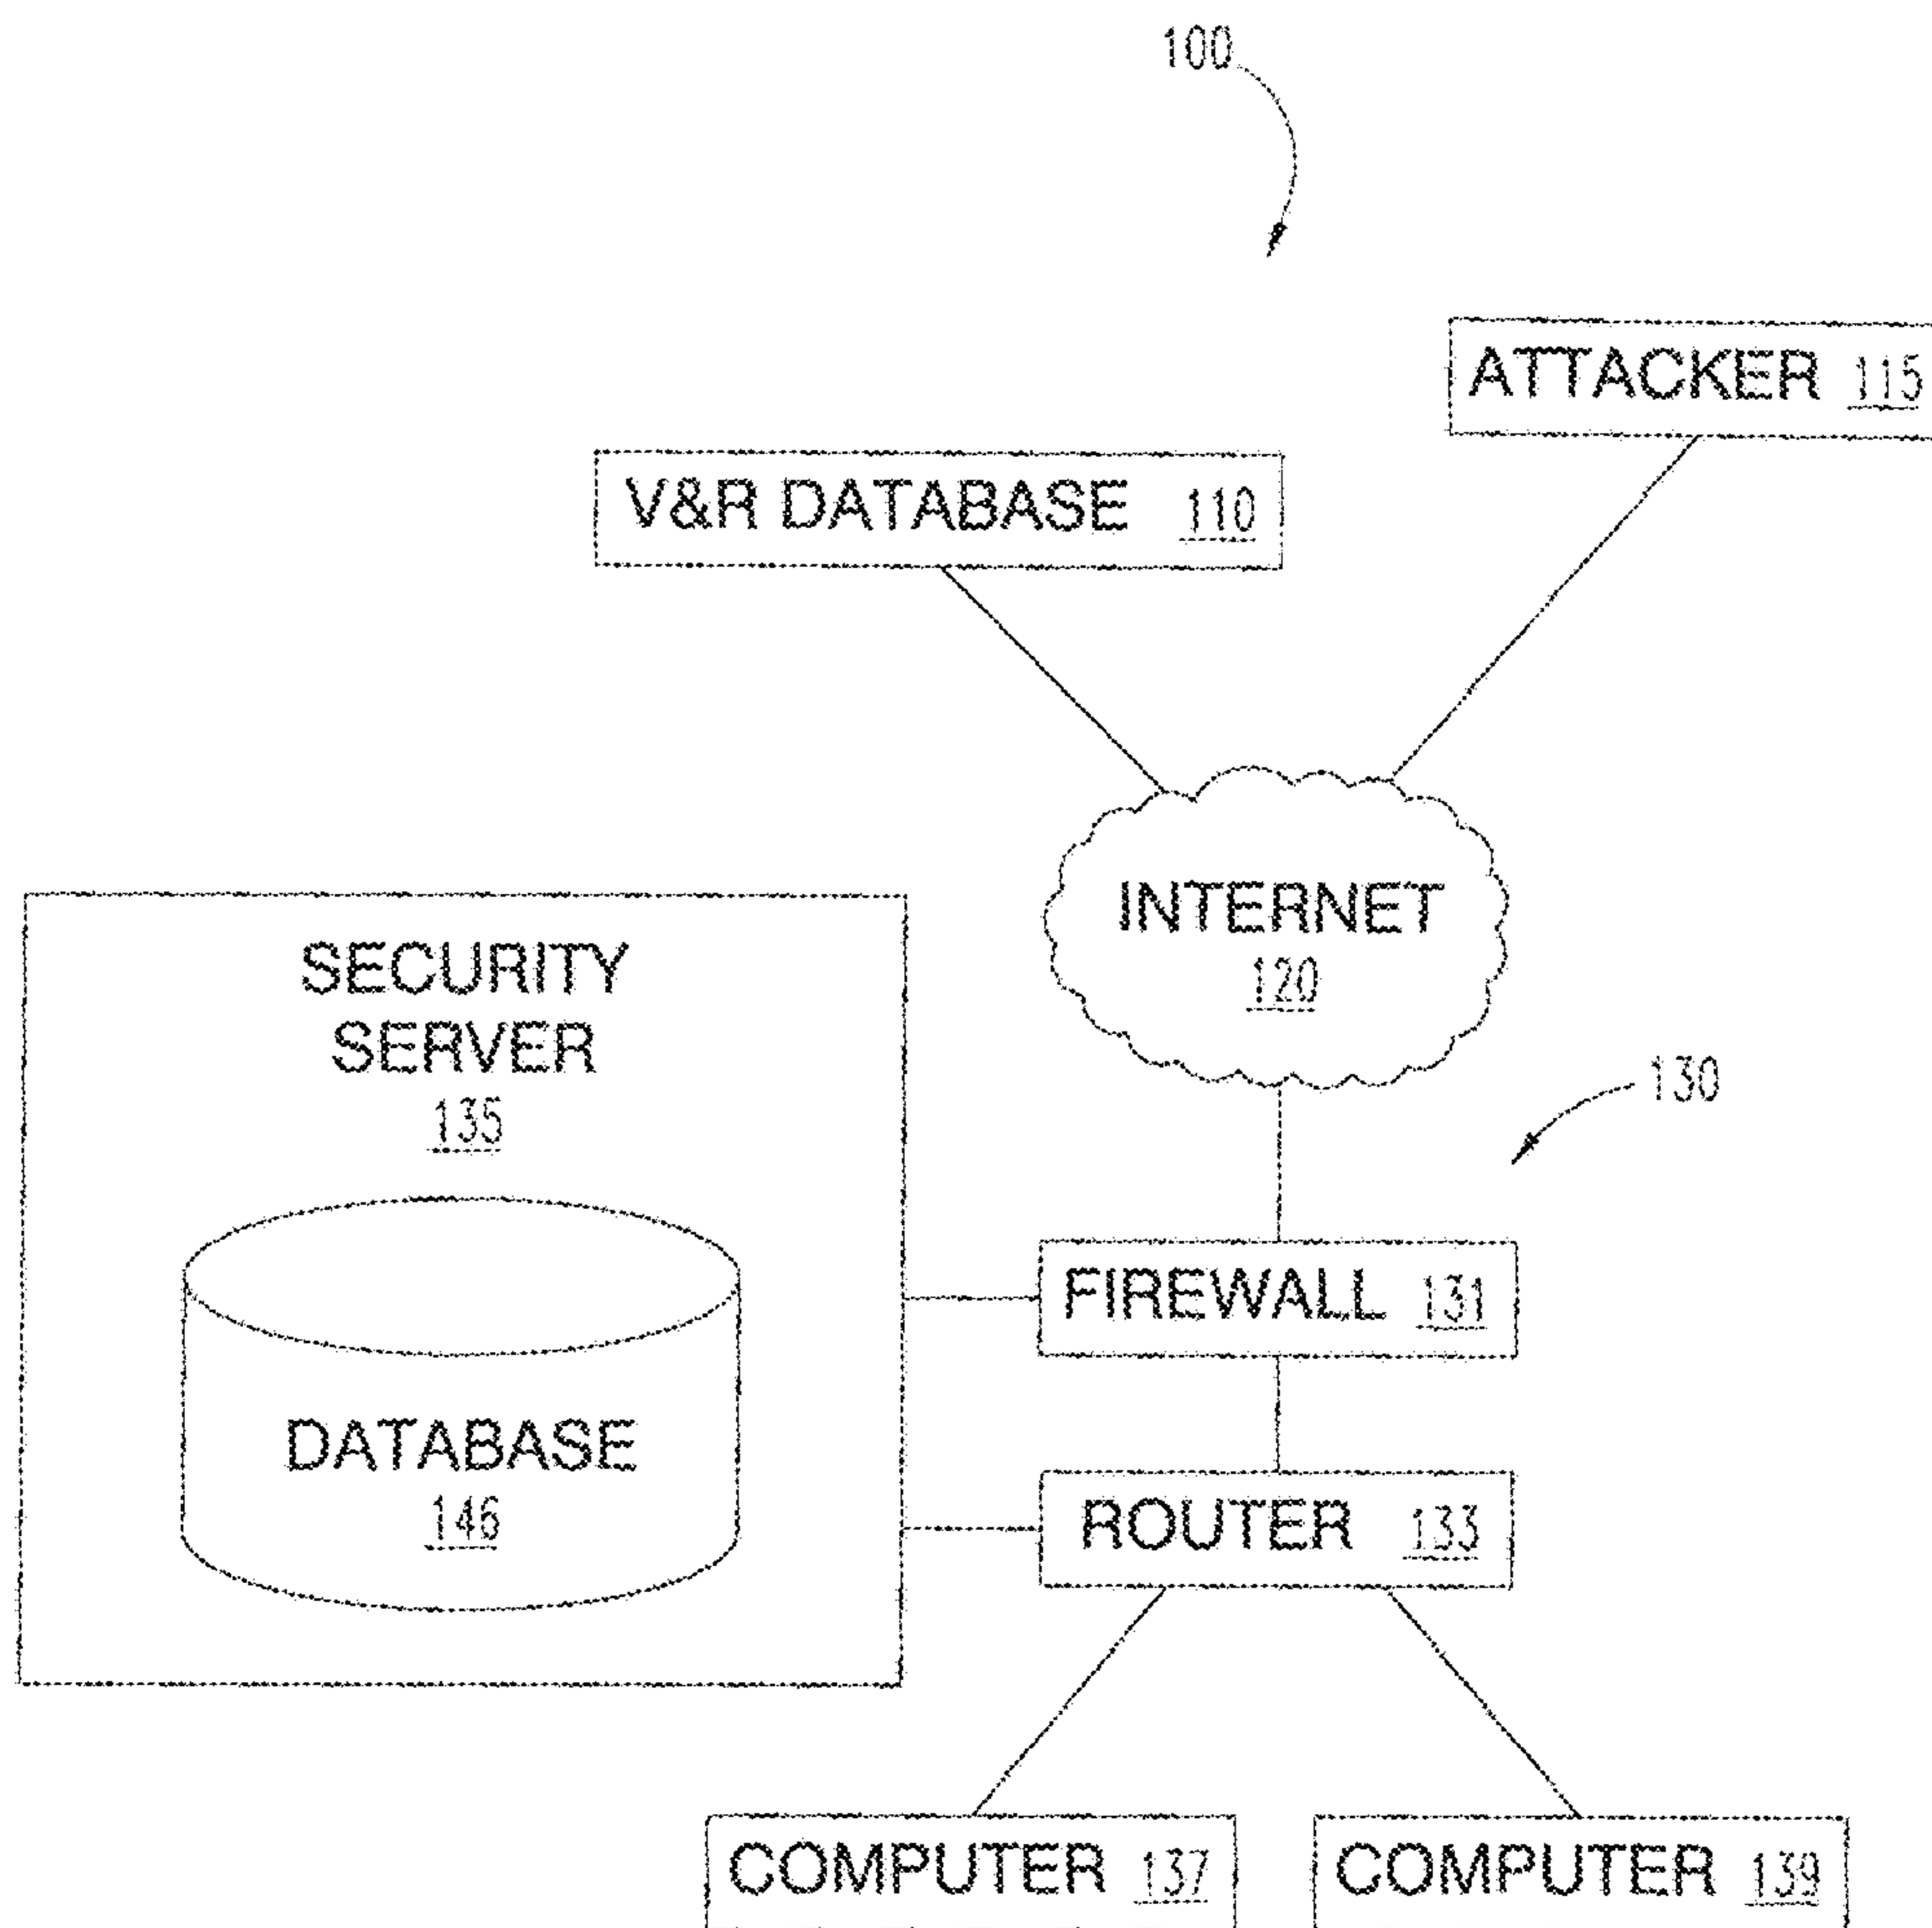 100
ATTACKER 115
V&R DATABASE 110
INTERNET
120
SECURITY
SERVER
135
130
FIREWALL 131
DATABASE
146
ROUTER 133
COMPUTER 137
COMPUTER 139